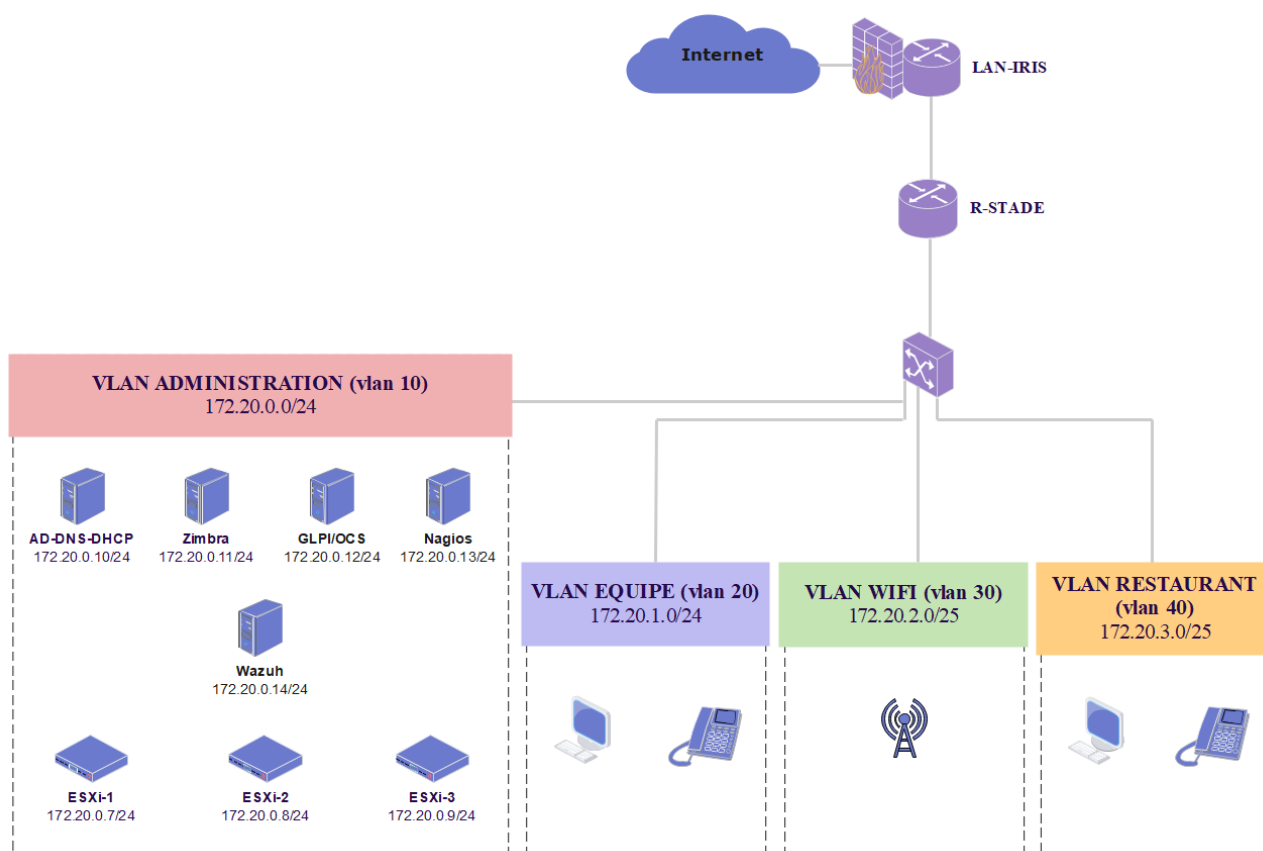 Internet
LAN-IRIS
R-STADE
VLAN ADMINISTRATION (vlan 10)
172.20.0.0/24
AD-DNS-DHCP
172.20.0.10/24
Zimbra
172.20.0.11/24
GLPI/OCS
172.20.0.12/24
Nagios
172.20.0.13/24
Wazuh
172.20.0.14/24
ESXi-1
172.20.0.7/24
ESXi-2
172.20.0.8/24
ESXi-3
172.20.0.9/24
VLAN EQUIPE (vlan 20)
172.20.1.0/24
VLAN WIFI (vlan 30)
172.20.2.0/25
VLAN RESTAURANT
(vlan 40)
172.20.3.0/25